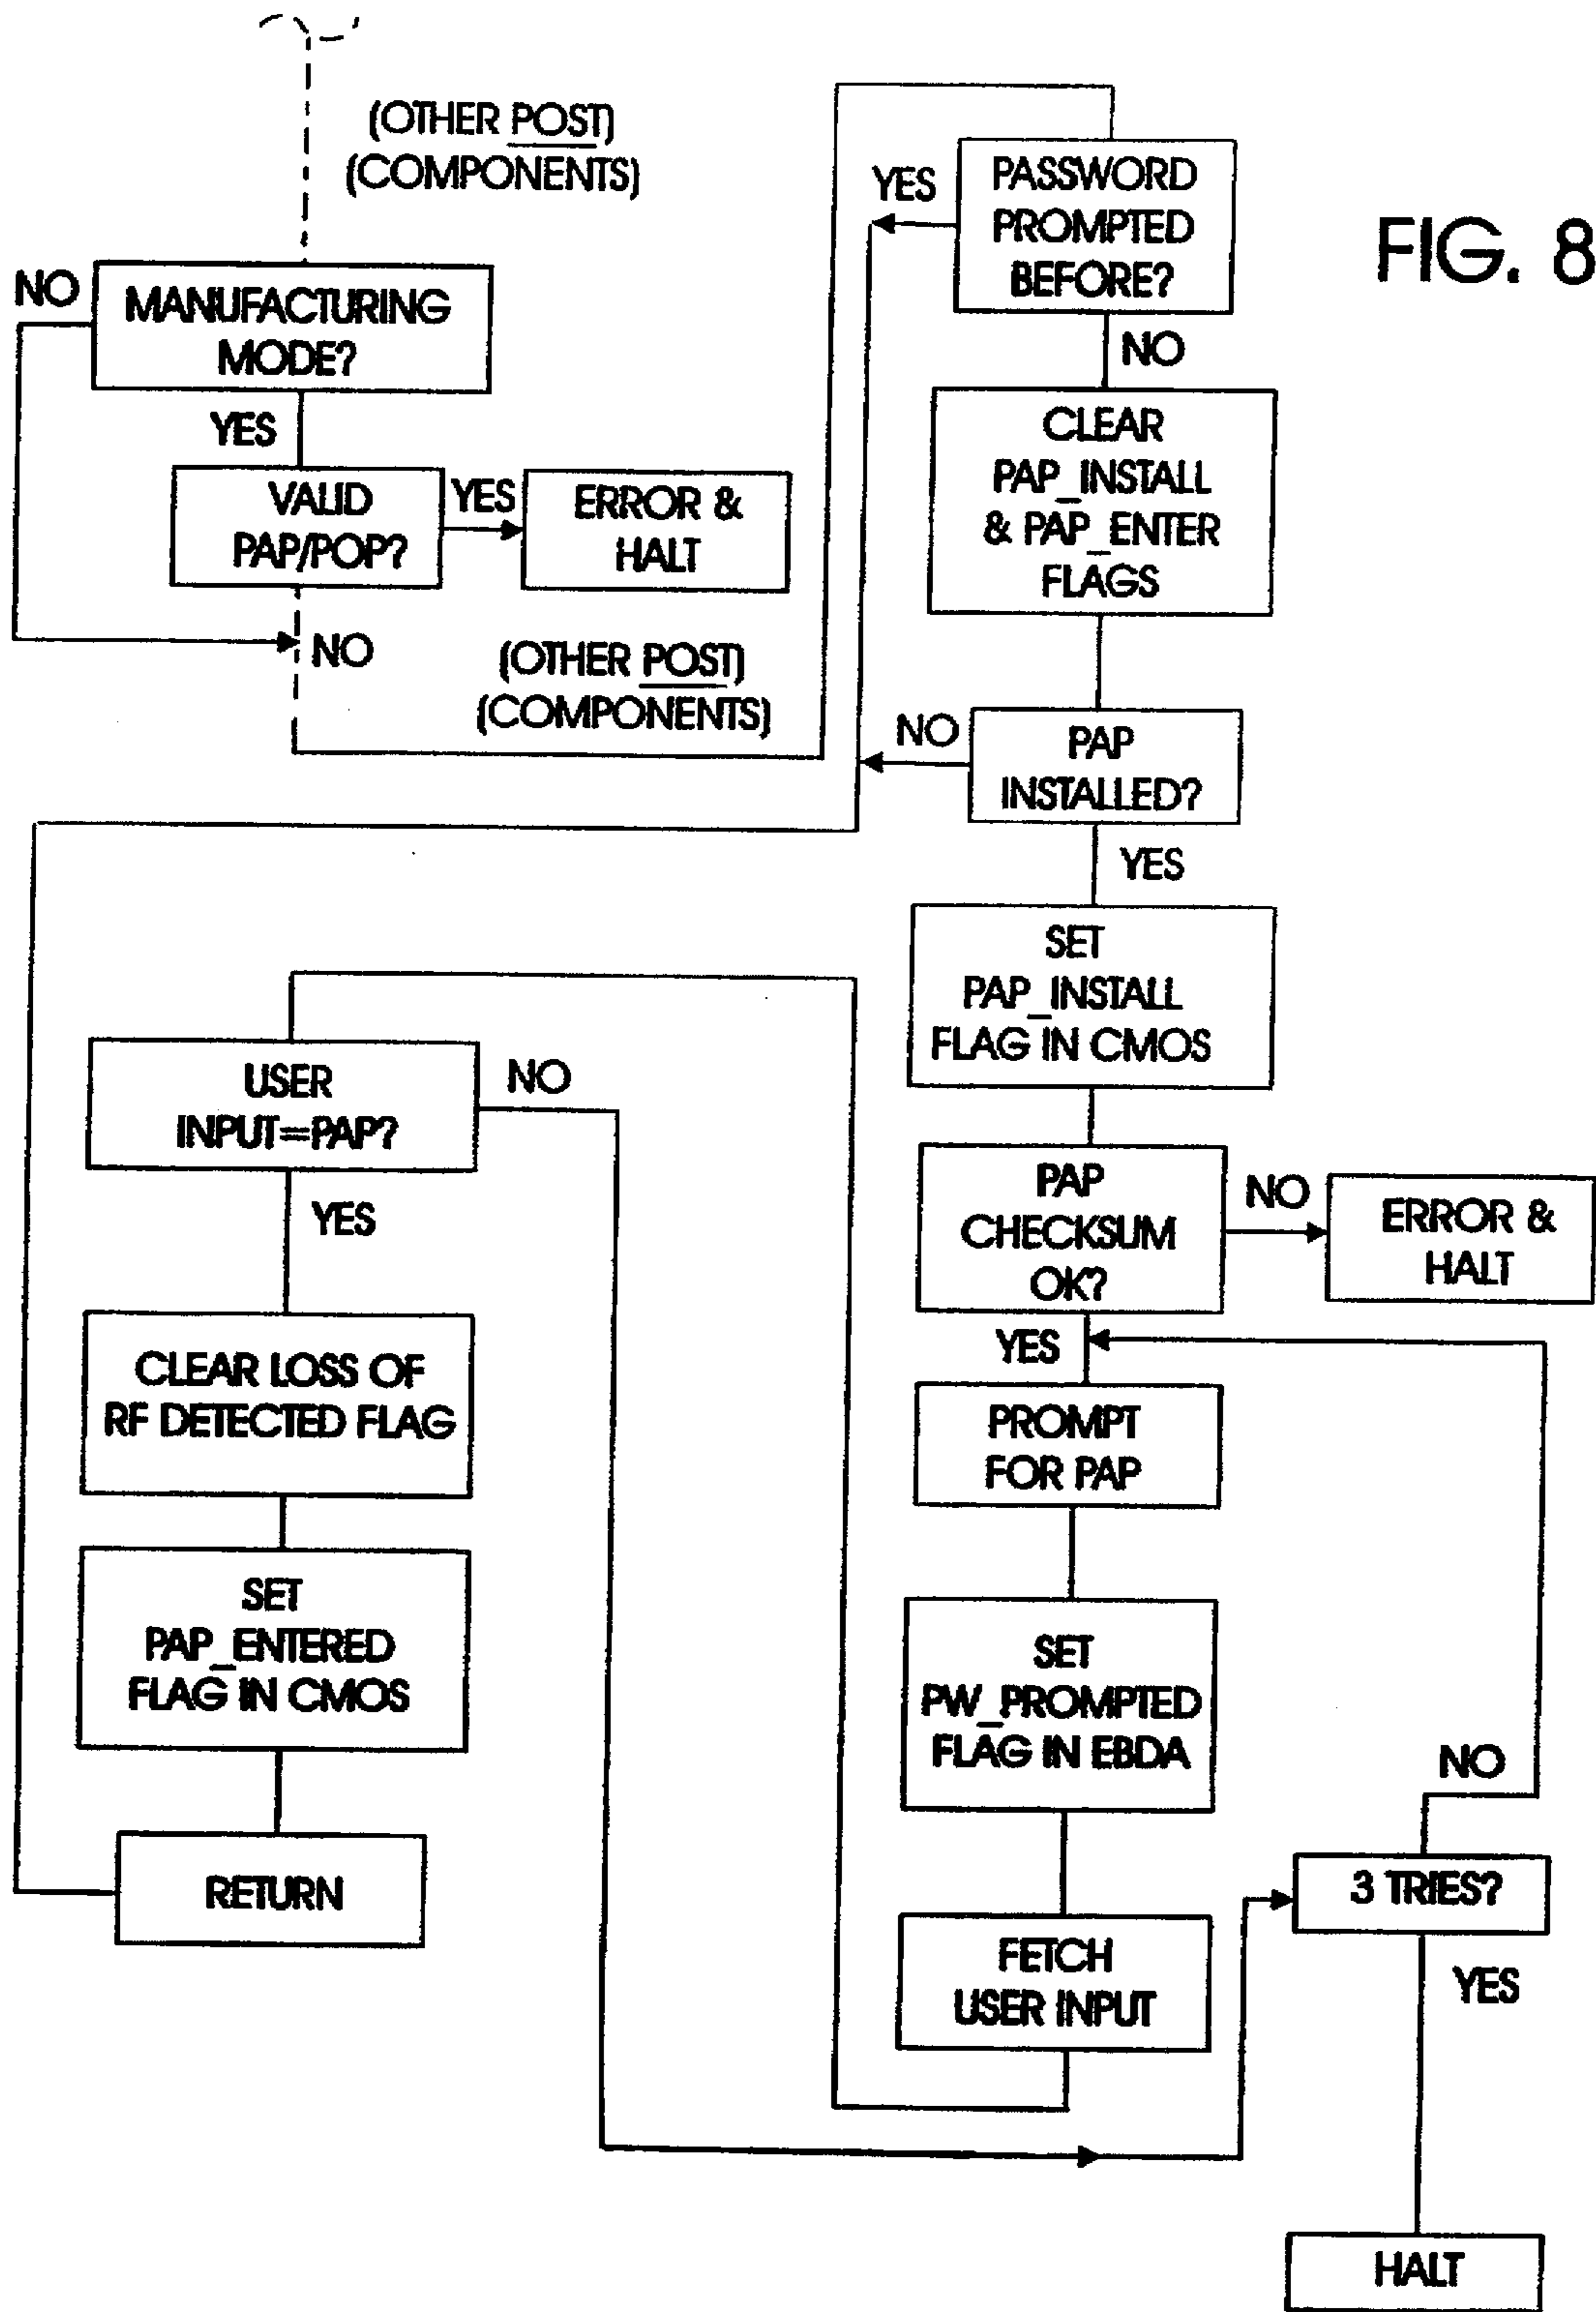 (OTHER POST)
(COMPONENTS)
NO
MANUFACTURING
MODE?
YES
VALID
PAP/POP?
YES
ERROR &
HALT
NO
(OTHER POST)
(COMPONENTS)
FIG. 8
YES
PASSWORD
PROMPTED
BEFORE?
NO
CLEAR
PAP_INSTALL
& PAP_ENTER
FLAGS
NO
PAP
INSTALLED?
YES
SET
PAP_INSTALL
FLAG IN CMOS
PAP
CHECKSUM
OK?
NO
ERROR &
HALT
YES
PROMPT
FOR PAP
SET
PW_PROMPTED
FLAG IN EBDA
FETCH
USER INPUT
USER
INPUT=PAP?
NO
YES
CLEAR LOSS OF
RF DETECTED FLAG
SET
PAP_ENTERED
FLAG IN CMOS
RETURN
NO
3 TRIES?
YES
HALT